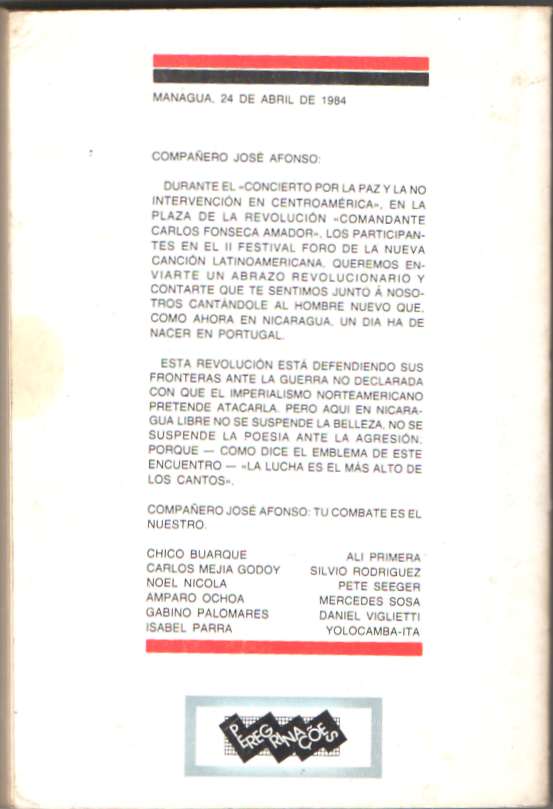 MANAGUA, 24 DE ABRIL DE 1984
COMPAÑERO JOSÉ AFONSO:
DURANTE EL «CONCIERTO POR LA PAZ Y LA NO
INTERVENCIÓN EN CENTROAMÉRICA», EN LA
PLAZA DE LA REVOLUCIÓN «COMANDANTE
CARLOS FONSECA AMADOR», LOS PARTICIPAN-
TES EN EL II FESTIVAL FORO DE LA NUEVA
CANCIÓN LATINOAMERICANA, QUEREMOS EN-
VIARTE UN ABRAZO REVOLUCIONARIO Y
CONTARTE QUE TE SENTIMOS JUNTO Á NOSO-
TROS CANTÁNDOLE AL HOMBRE NUEVO QUE,
COMO AHORA EN NICARAGUA, UN DIA HA DE
NACER EN PORTUGAL.
ESTA REVOLUCIÓN ESTÁ DEFENDIENDO SUS
FRONTERAS ANTE LA GUERRA NO DECLARADA
CON QUE EL IMPERIALISMO NORTEAMERICANO
PRETENDE ATACARLA. PERO AQUI EN NICARA-
GUA LIBRE NO SE SUSPENDE LA BELLEZA, NO SE
SUSPENDE LA POESIA ANTE LA AGRESIÓN,
PORQUE — COMO DICE EL EMBLEMA DE ESTE
ENCUENTRO — «LA LUCHA ES EL MÁS ALTO DE
LOS CANTOS».
COMPAÑERO JOSÉ AFONSO: TU COMBATE ES EL
NUESTRO.
CHICO BUARQUE ALI PRIMERA
CARLOS MEJIA GODOY SILVIO RODRIGUEZ
NOEL NICOLA PETE SEEGER
AMPARO OCHOA MERCEDES SOSA
GABINO PALOMARES DANIEL VIGLIETTI
ISABEL PARRA YOLOCAMBA-ITA
PEREGRINAÇÕES